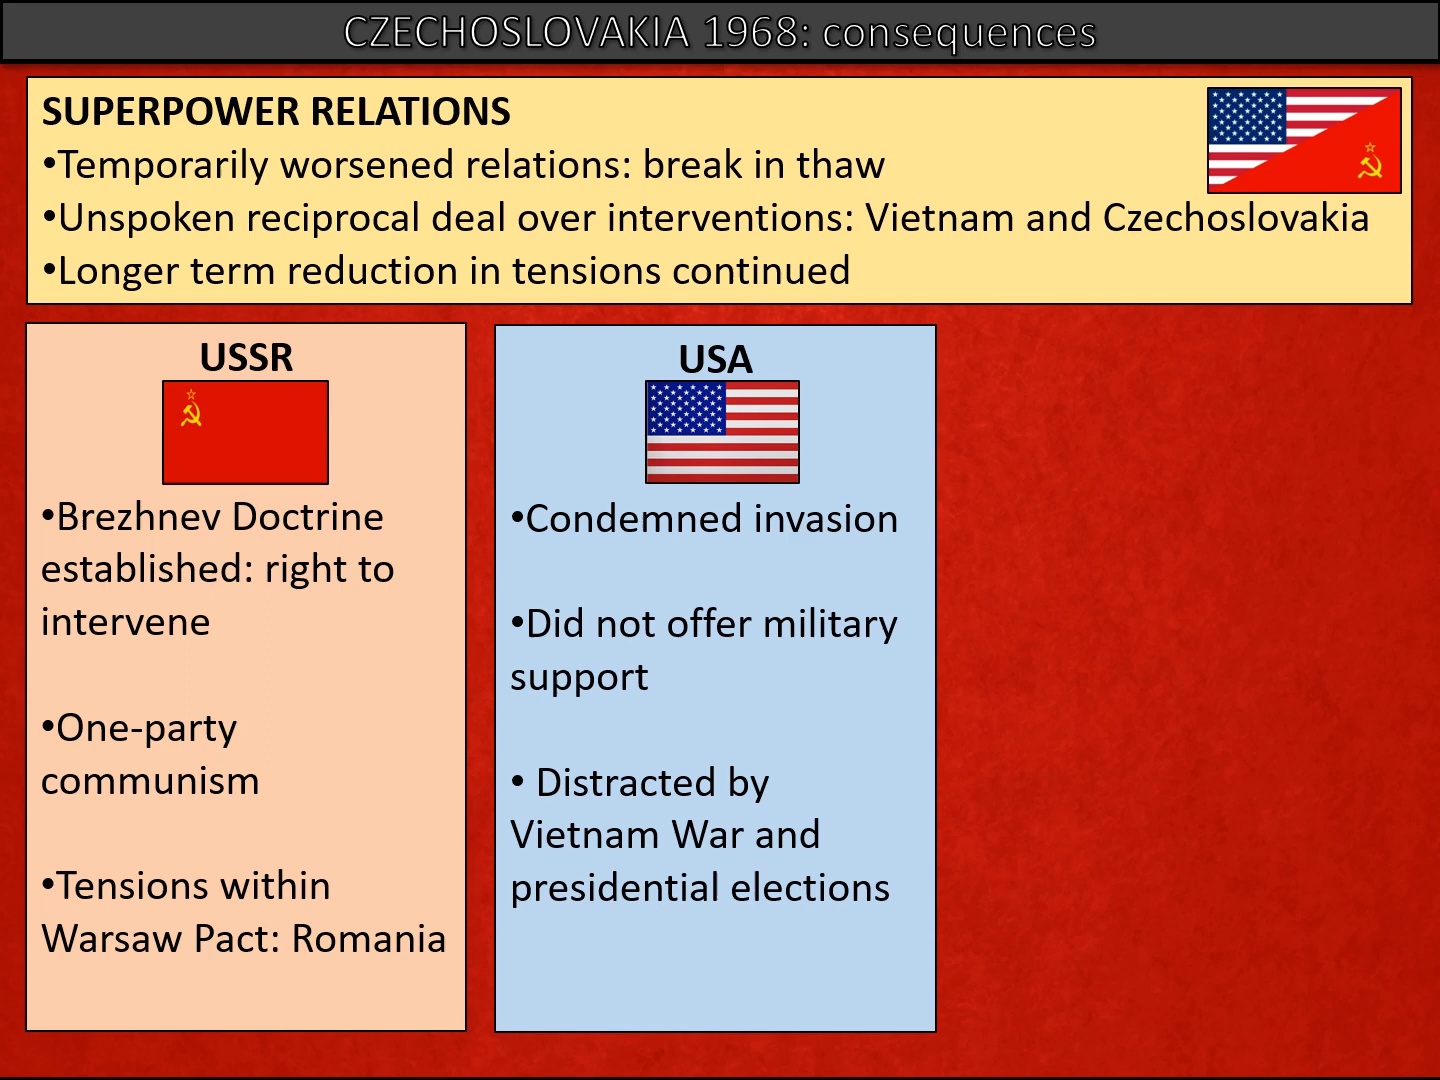 CZECHOSLOVAKIA 1968: consequences
SUPERPOWER RELATIONS
•Temporarily worsened relations: break in thaw
•Unspoken reciprocal deal over interventions: Vietnam and Czechoslovakia
•Longer term reduction in tensions continued
USSR
•Brezhnev Doctrine
established: right to
intervene
•One-party
communism
•Tensions within
Warsaw Pact: Romania
USA
•Condemned invasion
•Did not offer military
support
• Distracted by
Vietnam War and
presidential elections